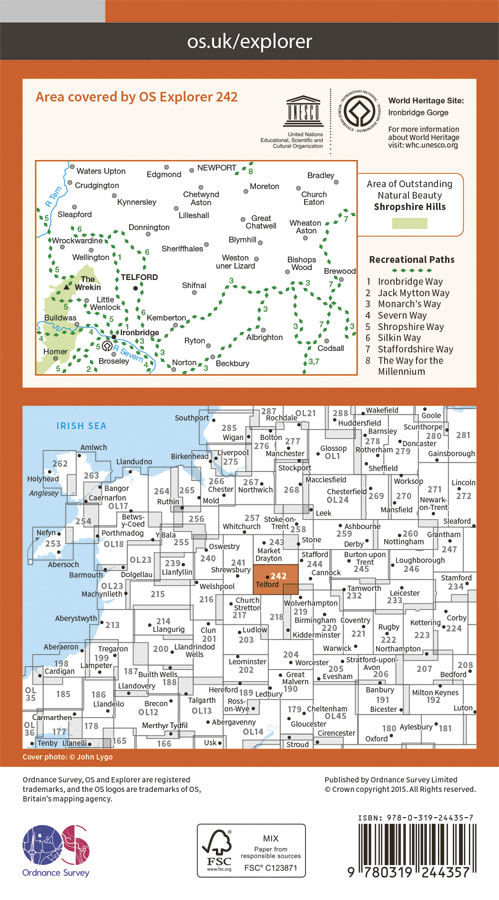 os.uk/explorer
Area covered by OS Explorer 242
UNESCO
United Nations
Educational, Scientific and
Cultural Organization
World Heritage Site:
Ironbridge Gorge
For more information
about World Heritage
visit: whc.unesco.org
Waters Upton
Edgmond
NEWPORT
8
Bradley
Crudgington
Chetwynd
Aston
Moreton
Church
Eaton
R Tern
Kynnersley
Sleapford
Lilleshall
Great
Chatwell
7
Donnington
Wheaton
Aston
Wrockwardine
Sheriffhales
Blymhill
Wellington
Weston
uner Lizard
Bishops
Wood
Brewood
The
Wrekin
TELFORD
Shifnal
Little
Wenlock
Buildwas
Kemberton
Ironbridge
Albrighton
Homer
R Severn
Ryton
Codsall
Broseley
Norton
Beckbury
3,7
Area of Outstanding
Natural Beauty
Shropshire Hills
Recreational Paths
1 Ironbridge Way
2 Jack Mytton Way
3 Monarch's Way
4 Severn Way
5 Shropshire Way
6 Silkin Way
7 Staffordshire Way
8 The Way for the
Millennium
IRISH SEA
Southport
287
Rochdale
OL21
288
Wakefield
Goole
285
Wigan
Bolton
276
277
Manchester
Huddersfield
Barnsley
278
279
Doncaster
Scunthorpe
280
281
Amlwch
262
263
Holyhead
Anglesey
Llandudno
Birkenhead
Liverpool
275
Glossop
OL1
Rotherham
Sheffield
Gainsborough
Stockport
Bangor
Caernarfon
OL17
264
265
Ruthin
Mold
266
Chester
267
Northwich
268
Macclesfield
Chesterfield
OL24
269
Worksop
270
Mansfield
271
Newark-
on-Trent
Lincoln
272
Leek
254
Betws-
y-Coed
256
257
Whitchurch
Stoke-on-
Trent
258
259
Ashbourne
Derby
260
Nottingham
Sleaford
Grantham
247
Nefyn
253
Porthmadog
OL18
Y Bala
255
Oswestry
240
243
Market
Drayton
Stone
Stafford
244
Cannock
Burton upon
Trent
245
Loughborough
246
Abersoch
Barmouth
239
Llanfyllin
241
Shrewsbury
242
Telford
Stamford
234
OL23
Dolgellau
Machynlleth
Welshpool
Tamworth
232
Leicester
233
215
216
Church
Stretton
217
218
Wolverhampton
219
Birmingham
220
Kidderminster
Coventry
221
Rugby
222
Kettering
223
Corby
224
Aberystwyth
213
214
Llangurig
Clun
201
Ludlow
203
Aberaeron
198
Cardigan
Tregaron
199
Lampeter
200
Llandrindod
Wells
Leominster
202
204
Worcester
Stratford-upon-
Avon
205
206
Evesham
Northampton
207
208
Bedford
OL
35
185
186
187
Builth Wells
188
Llandovery
Hereford
189
Ledbury
Great
Malvern
190
Banbury
191
Milton Keynes
192
Bicester
Luton
Llandeilo
Brecon
OL12
Talgarth
OL13
Ross-
on-Wye
179
Cheltenham
OL45
Gloucester
OL
36
Carmarthen
177
178
Merthyr Tydfil
Abergavenny
OL14
Cirencester
180
Aylesbury
181
Oxford
Tenby
Llanelli
165
166
Usk
Stroud
Cover photo: © John Lygo
Ordnance Survey, OS and Explorer are registered
trademarks, and the OS logos are trademarks of OS,
Britain's mapping agency.
Published by Ordnance Survey Limited
© Crown copyright 2015. All Rights reserved.
Ordnance Survey
FSC
www.fsc.org
MIX
Paper from
responsible sources
FSC® C123871
ISBN: 978-0-319-24435-7
9 780319 244357